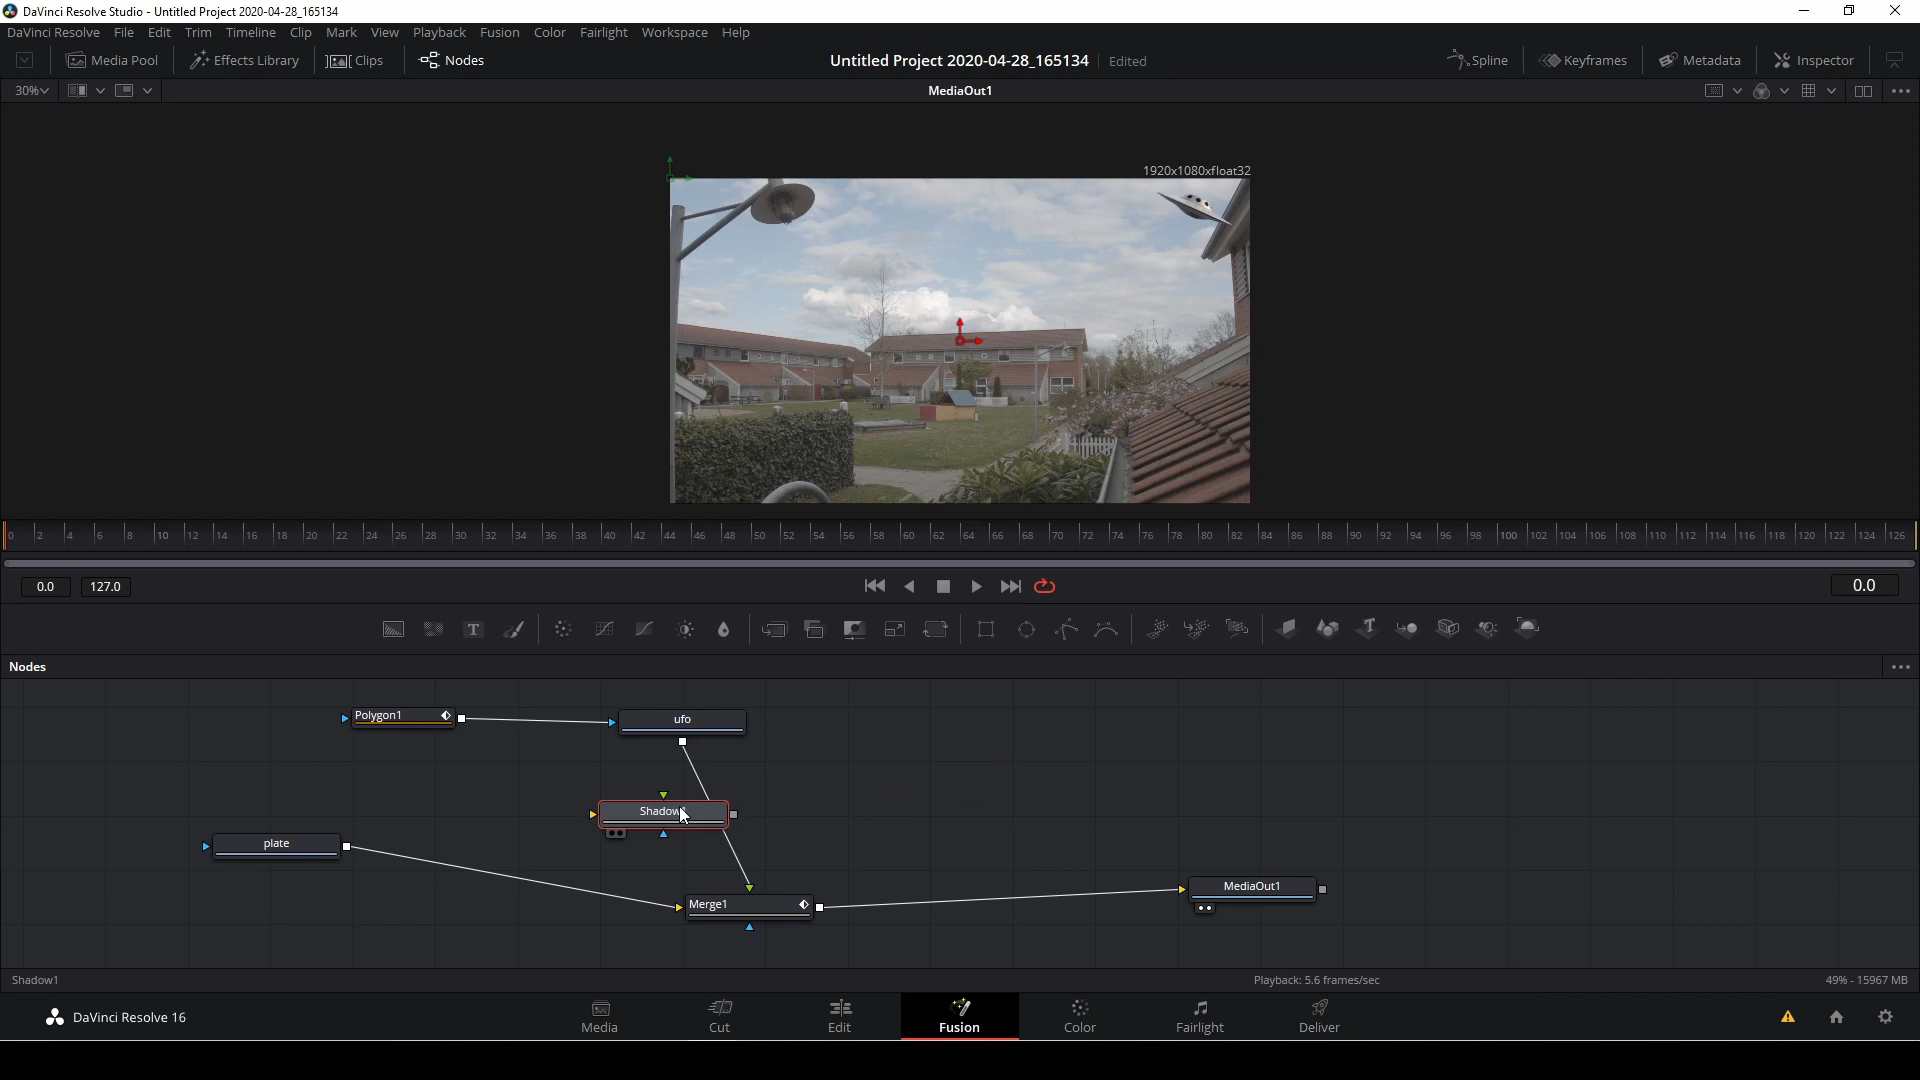 DaVinci Resolve Studio - Untitled Project 2020-04-28_165134
DaVinci Resolve File Edit Trim Timeline Clip Mark View Playback Fusion Color Fairlight Workspace Help
Media Pool Effects Library Clips Nodes Untitled Project 2020-04-28_165134 Edited Spline Keyframes Metadata Inspector
30% MediaOut1
1920x1080xfloat32
0 2 4 6 8 10 12 14 16 18 20 22 24 26 28 30 32 34 36 38 40 42 44 46 48 50 52 54 56 58 60 62 64 66 68 70 72 74 76 78 80 82 84 86 88 90 92 94 96 98 100 102 104 106 108 110 112 114 116 118 120 122 124 126
0.0 127.0 0.0
Nodes
Polygon1 ufo
Shadow1
plate
MediaOut1
Merge1
Shadow1 Playback: 5.6 frames/sec 49% - 15967 MB
DaVinci Resolve 16 Media Cut Edit Fusion Color Fairlight Deliver